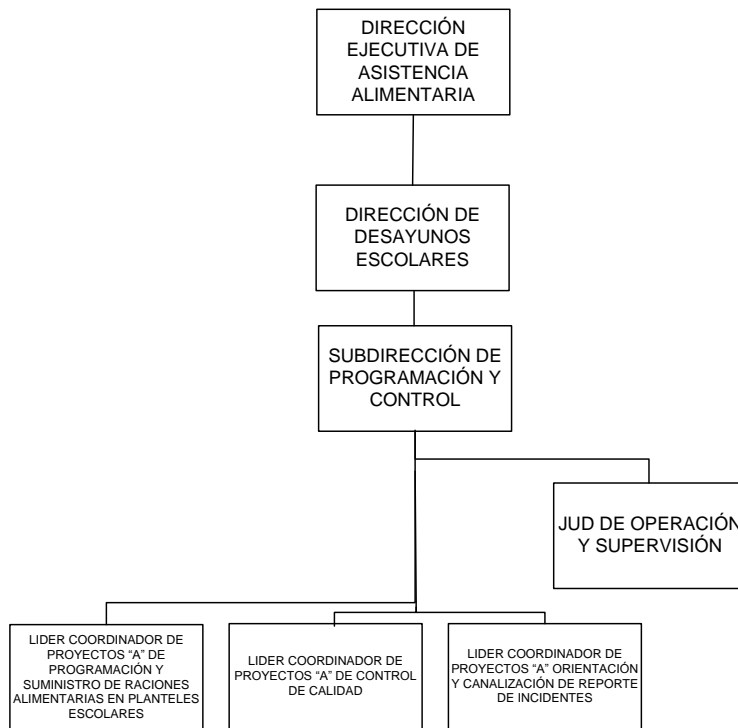 DIRECCIÓN
EJECUTIVA DE
ASISTENCIA
ALIMENTARIA
DIRECCIÓN DE
DESAYUNOS
ESCOLARES
SUBDIRECCIÓN DE
PROGRAMACIÓN Y
CONTROL
JUD DE OPERACIÓN
Y SUPERVISIÓN
LIDER COORDINADOR DE
PROYECTOS “A” DE
PROGRAMACIÓN Y
SUMINISTRO DE RACIONES
ALIMENTARIAS EN PLANTELES
ESCOLARES
LIDER COORDINADOR DE
PROYECTOS “A” DE CONTROL
DE CALIDAD
LIDER COORDINADOR DE
PROYECTOS “A” ORIENTACIÓN
Y CANALIZACIÓN DE REPORTE
DE INCIDENTES